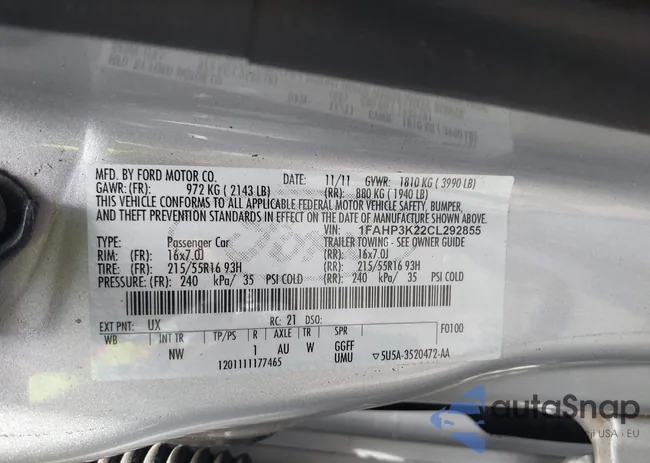 MFD. BY FORD MOTOR CO.
DATE: 11/11 GVWR: 1810 KG ( 3990 LB)
GAWR: (FR): 972 KG ( 2143 LB) (RR): 880 KG ( 1940 LB)
THIS VEHICLE CONFORMS TO ALL APPLICABLE FEDERAL MOTOR VEHICLE SAFETY, BUMPER,
AND THEFT PREVENTION STANDARDS IN EFFECT ON THE DATE OF MANUFACTURE SHOWN ABOVE.
VIN: 1FAHP3K22CL292855
TYPE: Passenger Car TRAILER TOWING - SEE OWNER GUIDE
RIM: (FR): 16x7.0J (RR): 16x7.0J
TIRE: (FR): 215/55R16 93H (RR): 215/55R16 93H
PRESSURE: (FR): 240 kPa/ 35 PSI COLD (RR): 240 kPa/ 35 PSI COLD
EXT PNT: UX RC: 21 DSO: F0100
WB INT TR TP/PS R AXLE TR SPR
NW 1 AU W GGFF
1201111177465 UMU ▽5U5A-3520472-AA
autoSnap
USA · EU